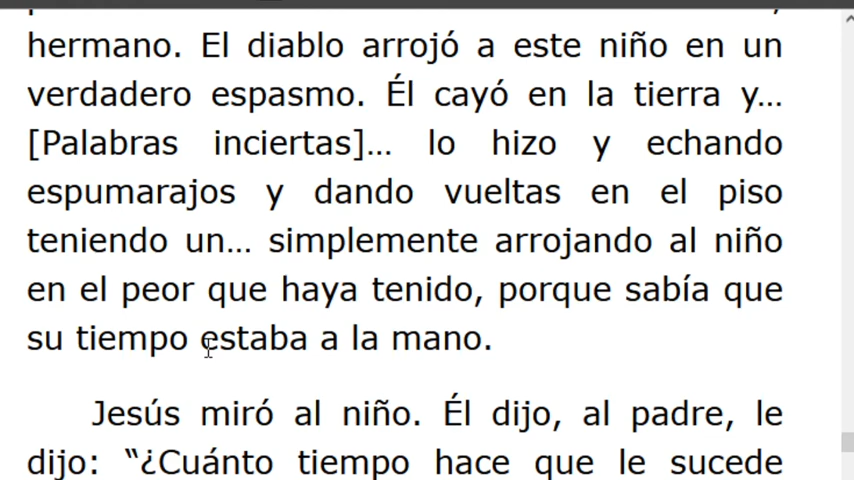 hermano. El diablo arrojó a este niño en un
verdadero espasmo. Él cayó en la tierra y…
[Palabras inciertas]… lo hizo y echando
espumarajos y dando vueltas en el piso
teniendo un… simplemente arrojando al niño
en el peor que haya tenido, porque sabía que
su tiempo estaba a la mano.
Jesús miró al niño. Él dijo, al padre, le
dijo: “¿Cuánto tiempo hace que le sucede